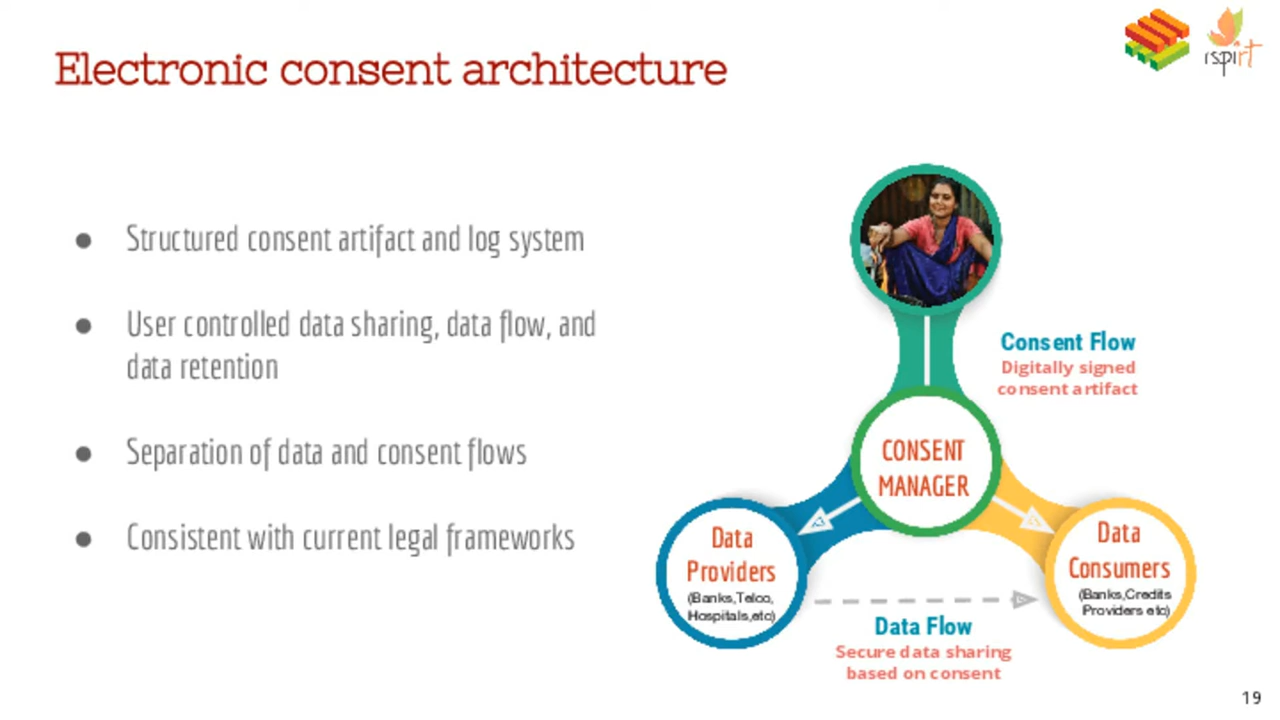 Electronic consent architecture
ispirt
● Structured consent artifact and log system
● User controlled data sharing, data flow, and
data retention
● Separation of data and consent flows
● Consistent with current legal frameworks
Consent Flow
Digitally signed
consent artifact
CONSENT
MANAGER
Data
Providers
(Banks,Telco,
Hospitals,etc)
Data
Consumers
(Banks,Credits
Providers etc)
Data Flow
Secure data sharing
based on consent
19